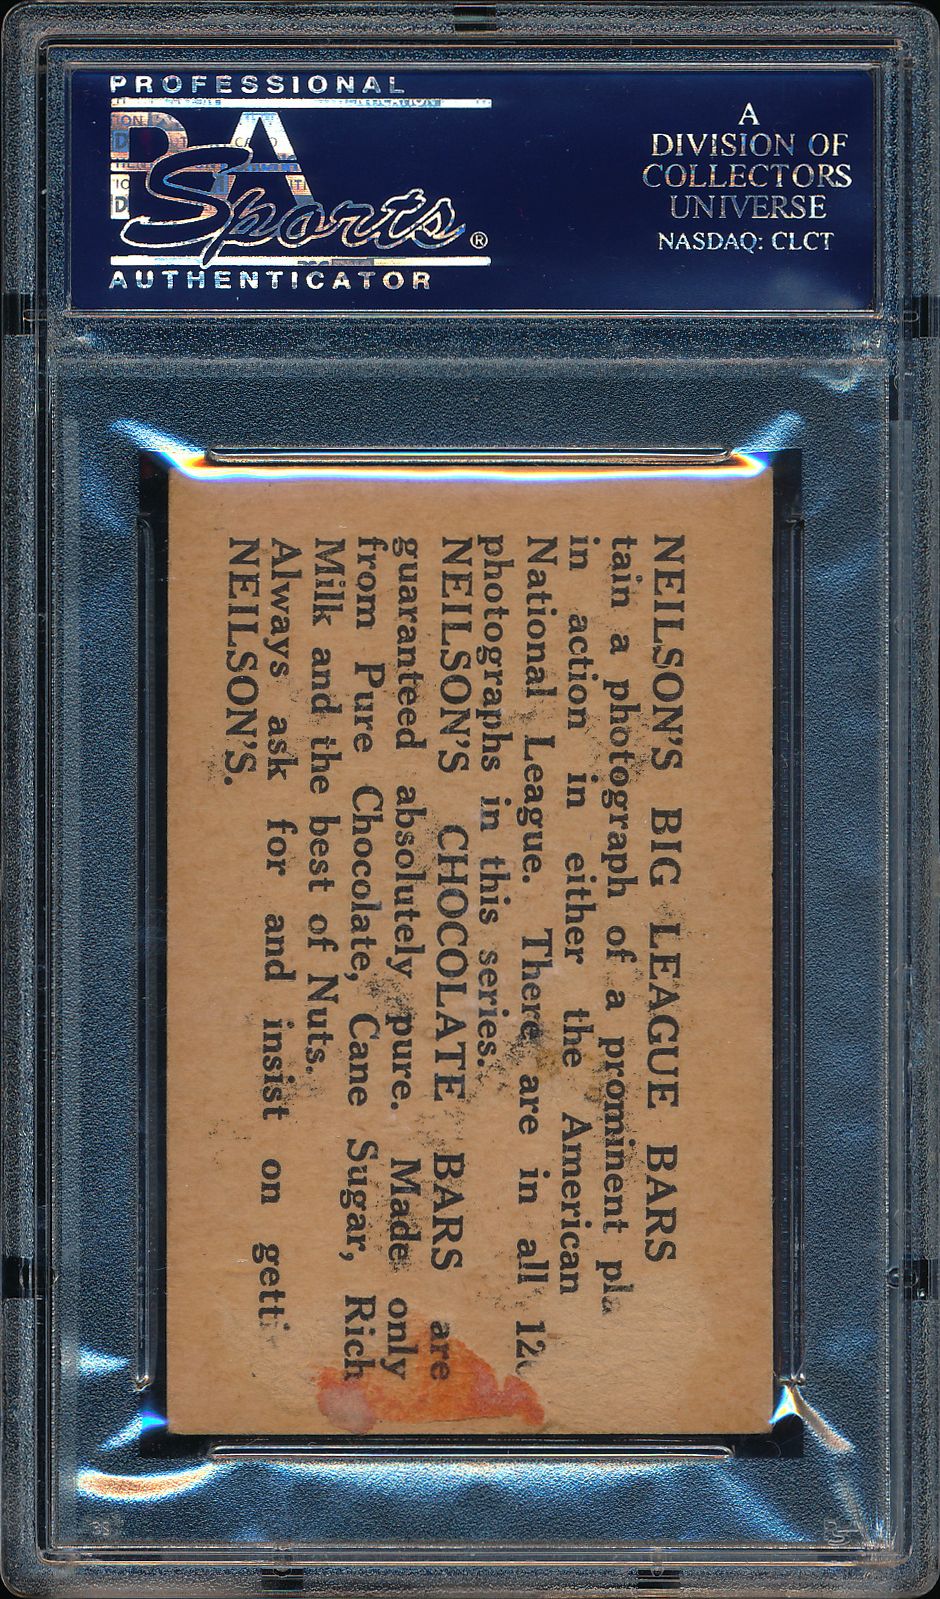 PROFESSIONAL
PSA
Sports®
AUTHENTICATOR
A
DIVISION OF
COLLECTORS
UNIVERSE
NASDAQ: CLCT
NEILSON'S BIG LEAGUE BARS
tain a photograph of a prominent pla
in action in either the American
National League. There are in all 12
photographs in this series.
NEILSON'S CHOCOLATE BARS are
guaranteed absolutely pure. Made only
from Pure Chocolate, Cane Sugar, Rich
Milk and the best of Nuts.
Always ask for and insist on getti
NEILSON'S.